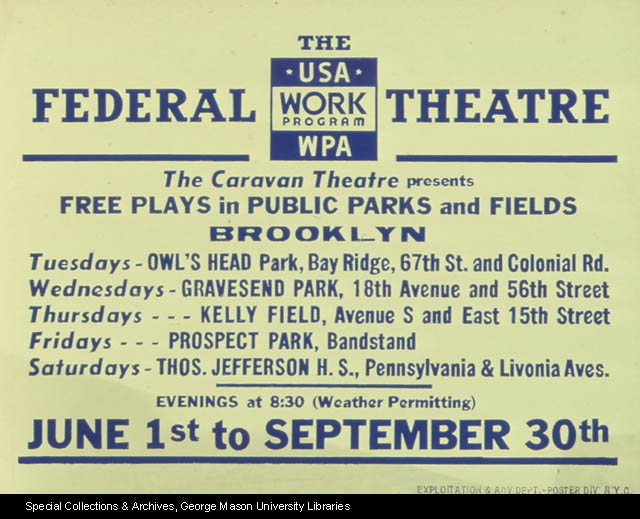 THE
FEDERAL THEATRE
* USA *
WORK
PROGRAM
WPA
The Caravan Theatre presents
FREE PLAYS in PUBLIC PARKS and FIELDS
BROOKLYN
Tuesdays - OWL'S HEAD Park, Bay Ridge, 67th St. and Colonial Rd.
Wednesdays - GRAVESEND PARK, 18th Avenue and 56th Street
Thursdays - - - KELLY FIELD, Avenue S and East 15th Street
Fridays - - - PROSPECT PARK, Bandstand
Saturdays - THOS. JEFFERSON H. S., Pennsylvania & Livonia Aves.
EVENINGS at 8:30 (Weather Permitting)
JUNE 1st to SEPTEMBER 30th
EXPLOITATION & ADV. DEPT. - POSTER DIV. N.Y.C.
Special Collections & Archives, George Mason University Libraries